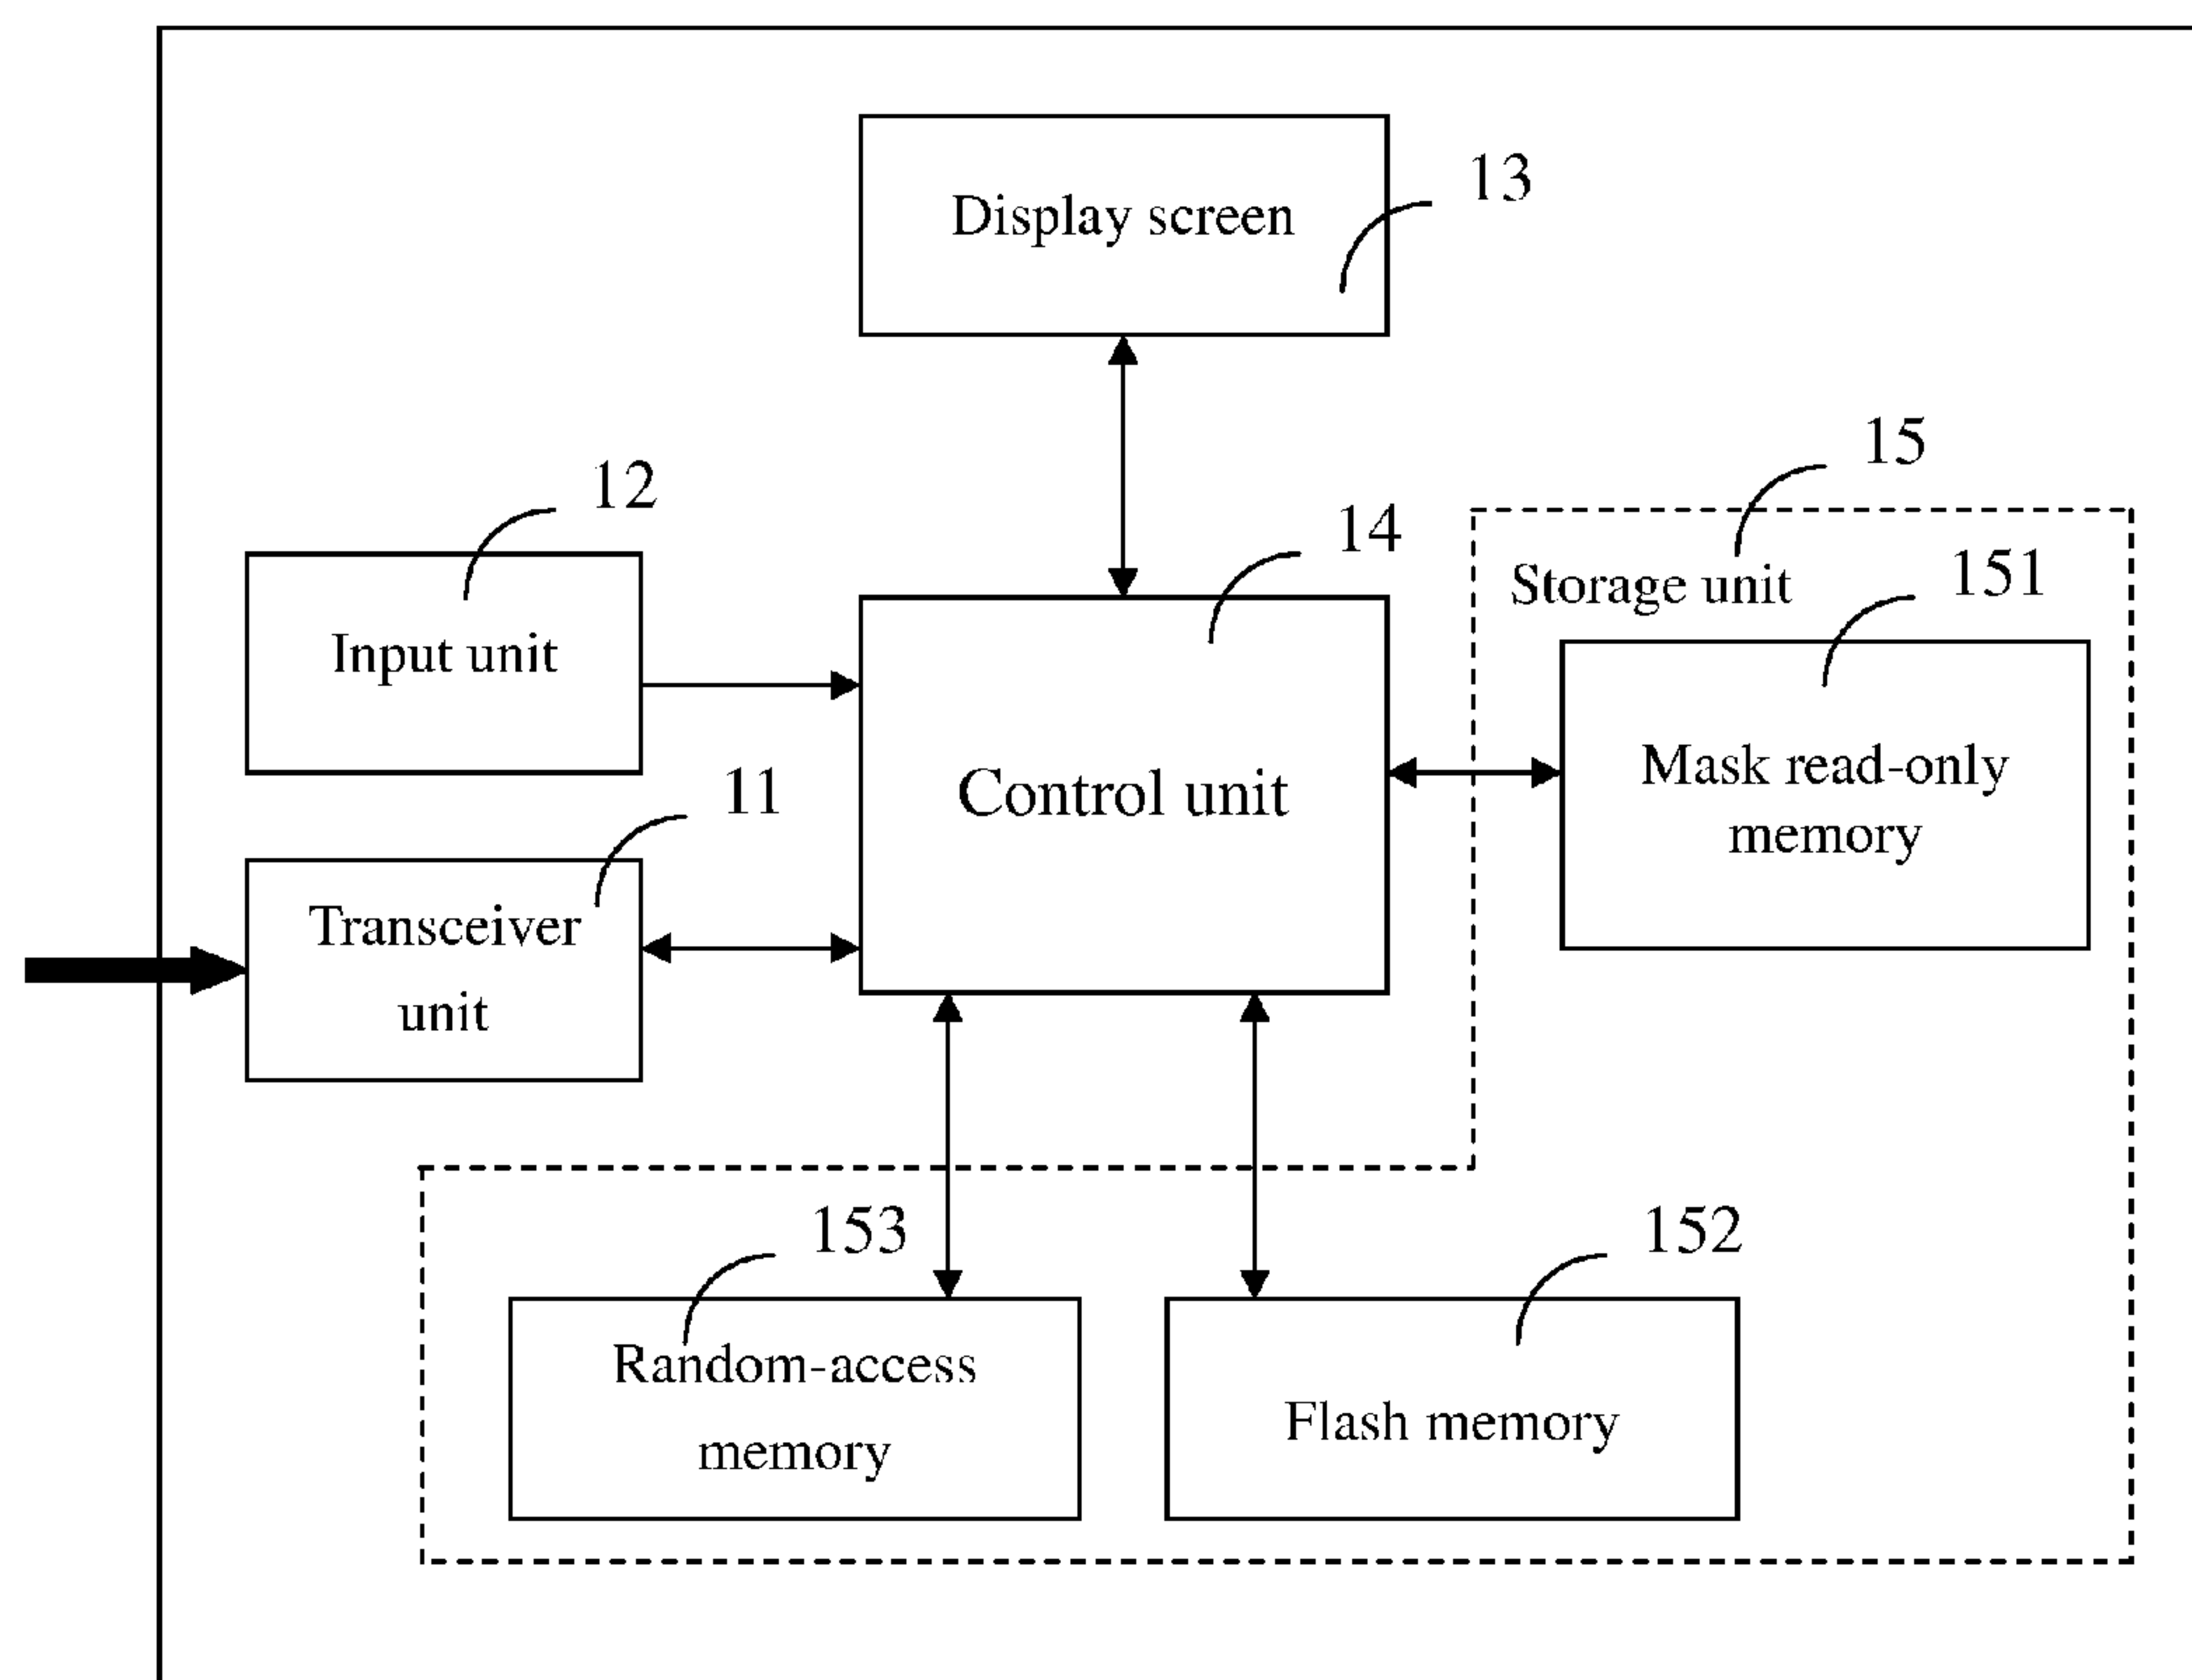 13
Display screen
15
12
14
Storage unit
151
Input unit
11
Control unit
Mask read-only
memory
Transceiver
unit
153
152
Random-access
memory
Flash memory